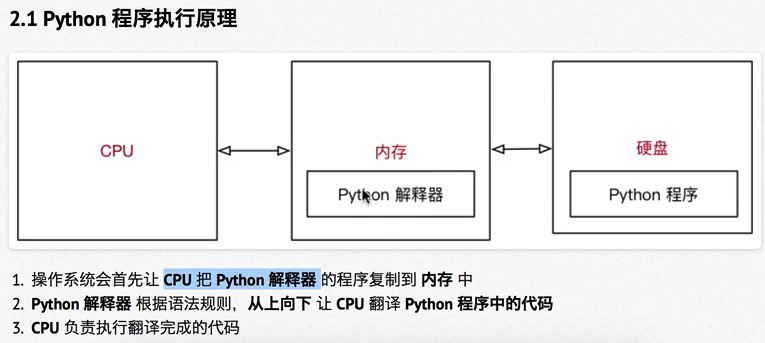 2.1 Python 程序执行原理
CPU
内存
硬盘
Python 解释器
Python 程序
1. 操作系统会首先让 CPU 把 Python 解释器 的程序复制到 内存 中
2. Python 解释器 根据语法规则，从上向下 让 CPU 翻译 Python 程序中的代码
3. CPU 负责执行翻译完成的代码